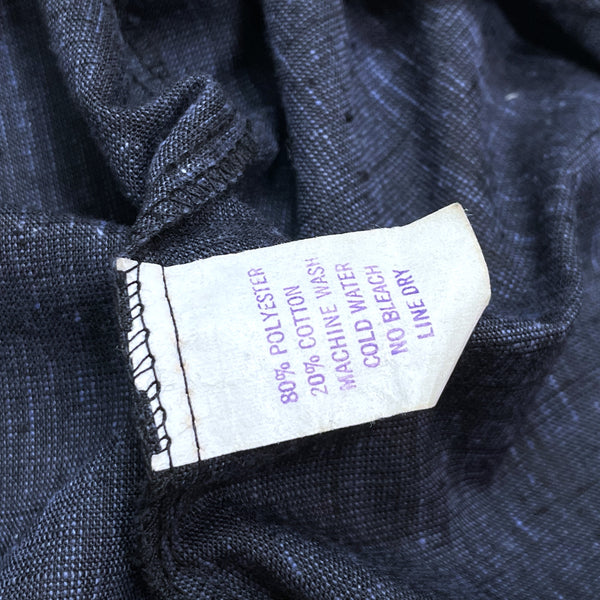 80% POLYESTER
20% COTTON
MACHINE WASH
COLD WATER
NO BLEACH
LINE DRY